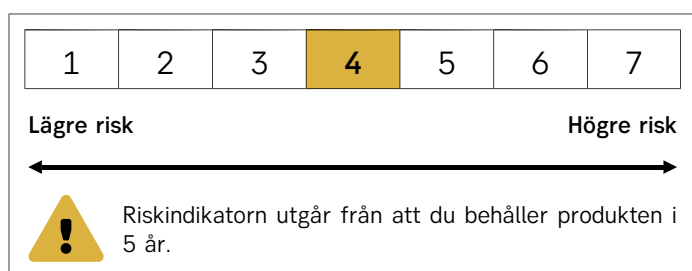 1 2 3 4 5 6 7
Lägre risk Högre risk
Riskindikatorn utgår från att du behåller produkten i
5 år.